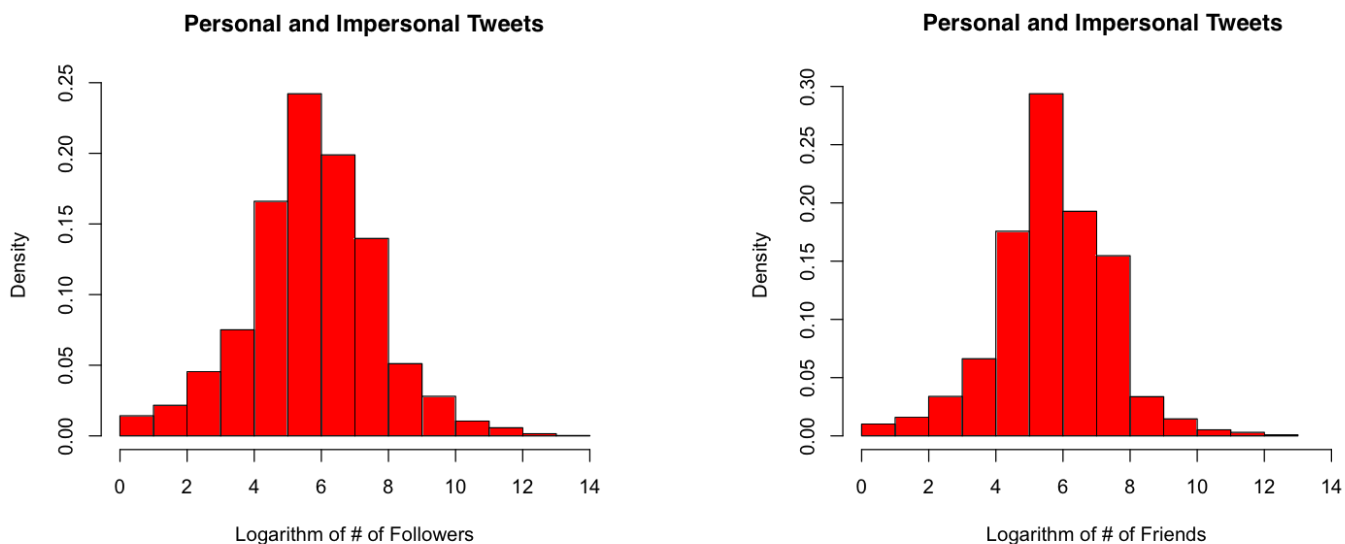 Personal and Impersonal Tweets
0.25
0.20
0.15
0.10
0.05
0.00
Density
0 2 4 6 8 10 12 14
Logarithm of # of Followers
Personal and Impersonal Tweets
0.30
0.25
0.20
0.15
0.10
0.05
0.00
Density
0 2 4 6 8 10 12 14
Logarithm of # of Friends